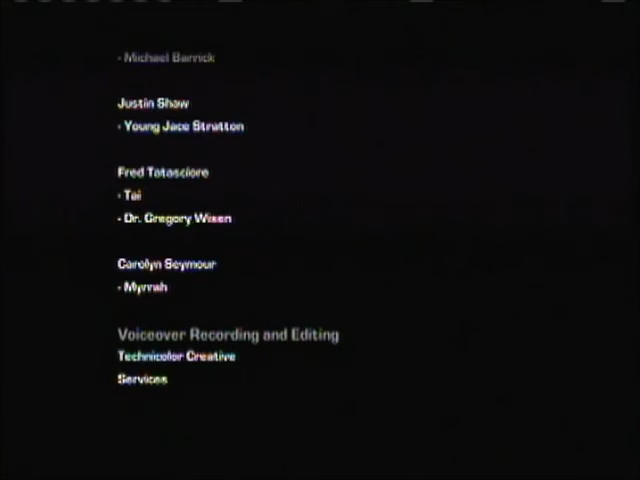 - Michael Barrick
Justin Shaw
- Young Jace Stratton
Fred Tatasciore
- Tai
- Dr. Gregory Wisen
Carolyn Seymour
- Myrrah
Voiceover Recording and Editing
Technicolor Creative
Services